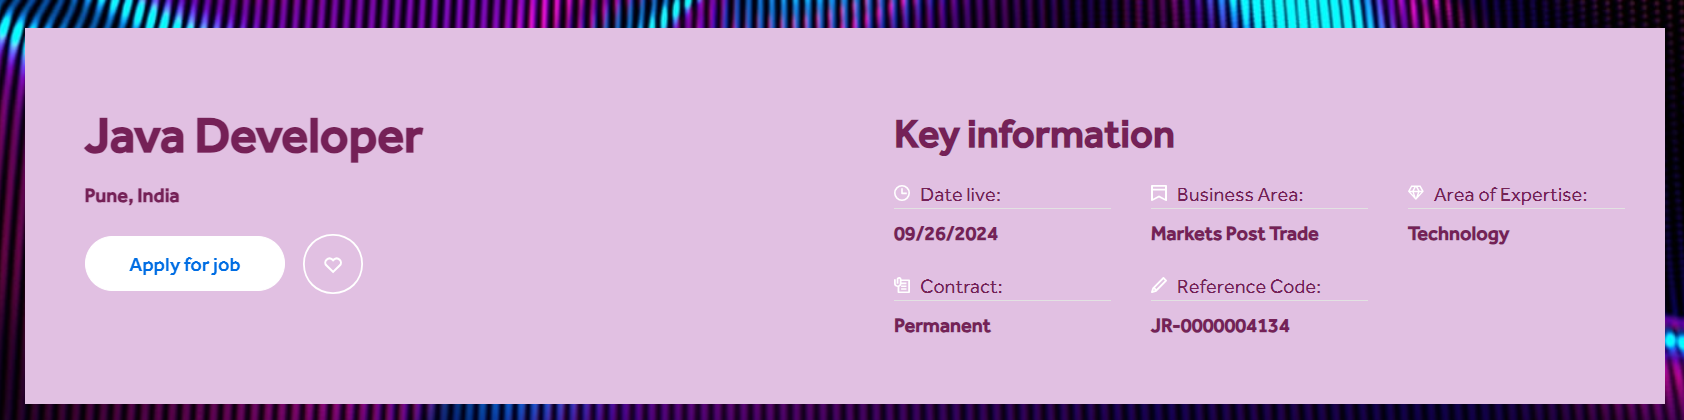 Java Developer
Pune, India
Apply for job
Key information
Date live:
09/26/2024
Business Area:
Markets Post Trade
Area of Expertise:
Technology
Contract:
Permanent
Reference Code:
JR-0000004134